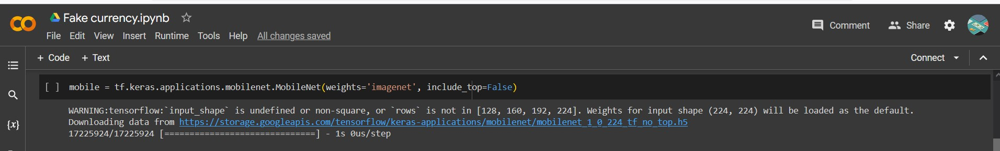 Fake currency.ipynb
File Edit View Insert Runtime Tools Help All changes saved
Comment Share
+ Code + Text
Connect
[ ] mobile = tf.keras.applications.mobilenet.MobileNet(weights='imagenet', include_top=False)
WARNING:tensorflow:`input_shape` is undefined or non-square, or `rows` is not in [128, 160, 192, 224]. Weights for input shape (224, 224) will be loaded as the default.
Downloading data from https://storage.googleapis.com/tensorflow/keras-applications/mobilenet/mobilenet_1_0_224_tf_no_top.h5
17225924/17225924 [==============================] - 1s 0us/step
{x}